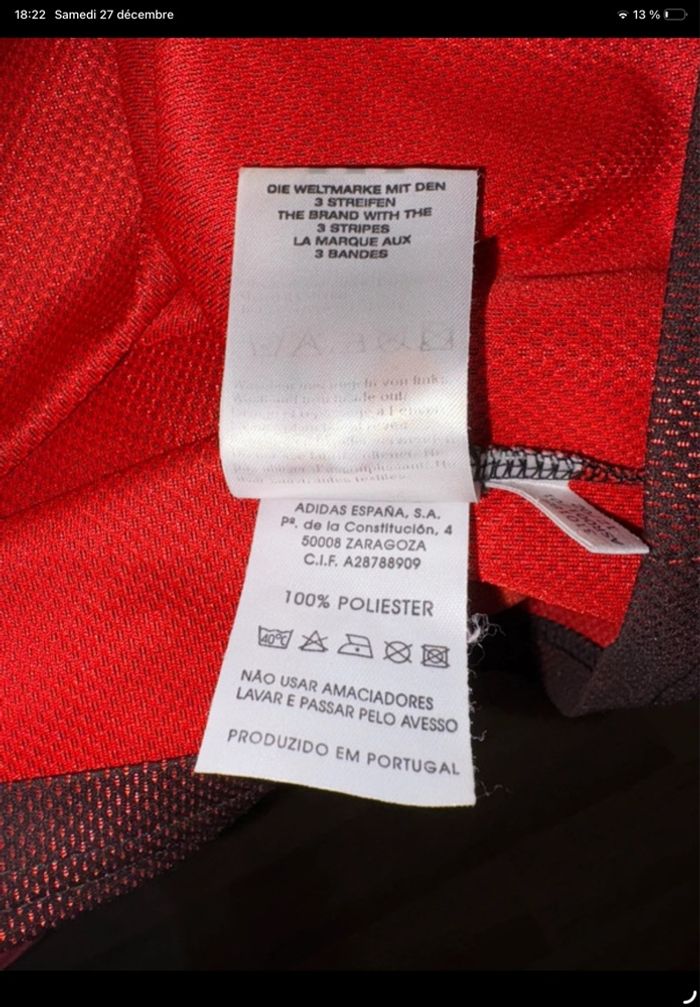 18:22 Samedi 27 décembre
13 %
DIE WELTMARKE MIT DEN
3 STREIFEN
THE BRAND WITH THE
3 STRIPES
LA MARQUE AUX
3 BANDES
ADIDAS ESPAÑA, S.A.
Pº. de la Constitución, 4
50008 ZARAGOZA
C.I.F. A28788909
100% POLIESTER
40°C
NÃO USAR AMACIADORES
LAVAR E PASSAR PELO AVESSO
PRODUZIDO EM PORTUGAL